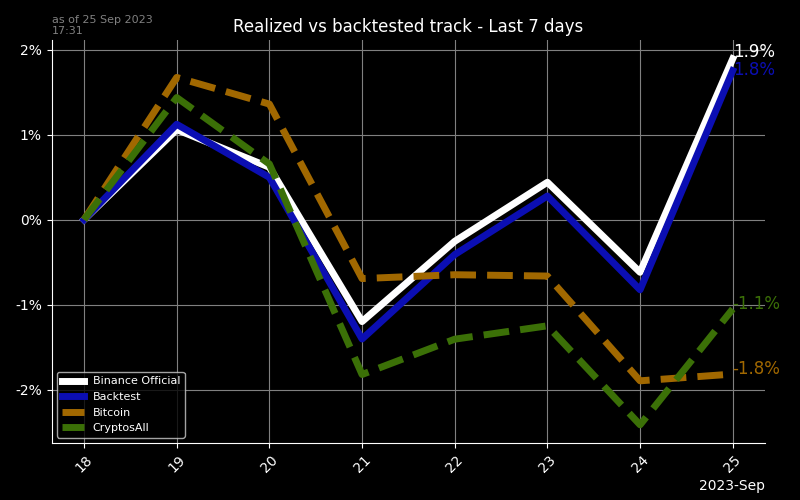 as of 25 Sep 2023
17:31
Realized vs backtested track - Last 7 days
2%
1%
0%
-1%
-2%
1.9%
1.8%
-1.1%
-1.8%
Binance Official
Backtest
Bitcoin
CryptosAll
18
19
20
21
22
23
24
25
2023-Sep